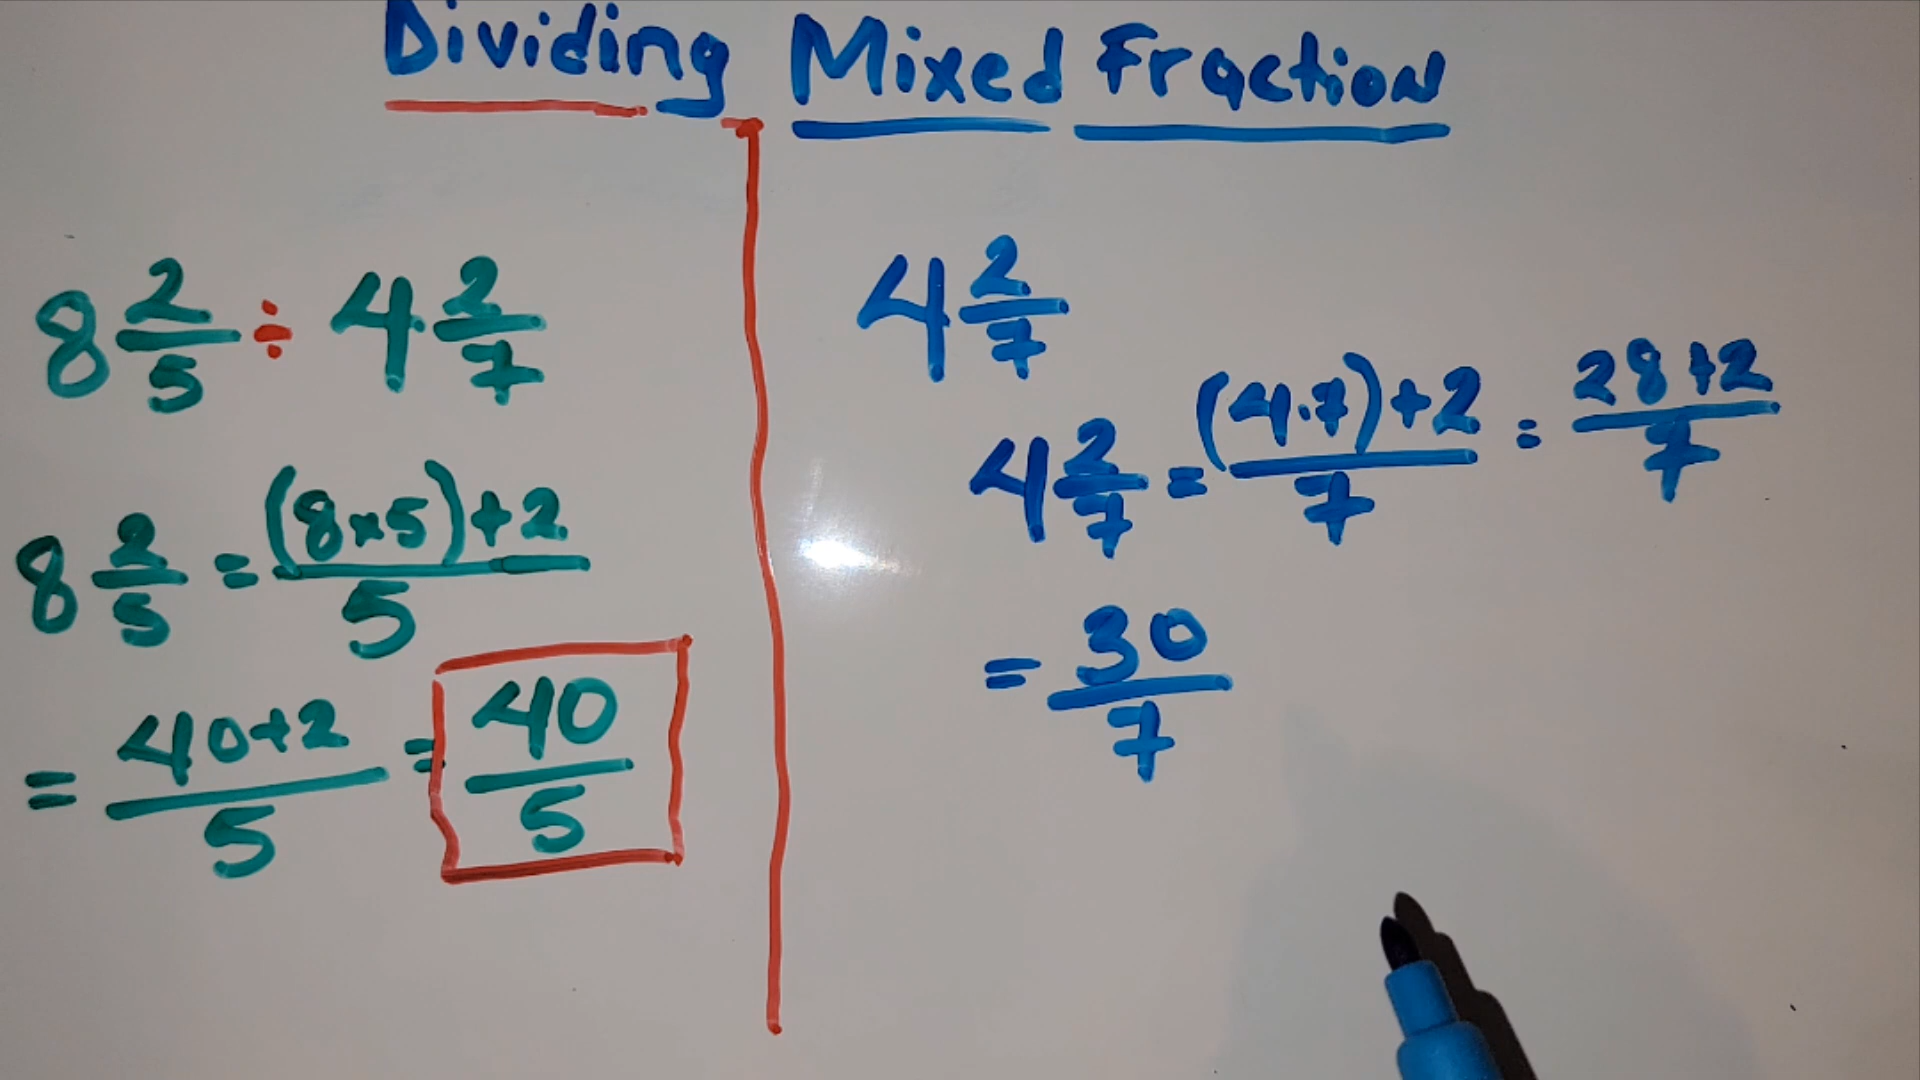 Dividing Mixed Fraction
8 2/5 ÷ 4 2/7
8 2/5 = (8×5)+2/5
= 40+2/5 = 40/5
4 2/7
4 2/7 = (4.7)+2/7 = 28+2/7
= 30/7